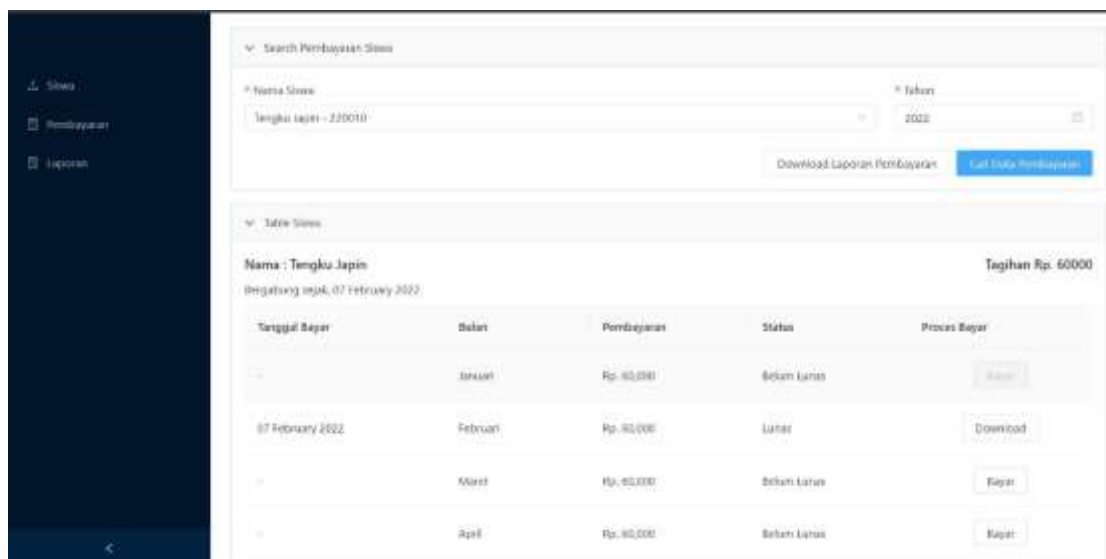 Search Pembayaran Siswa
Siswa
Pembayaran
Laporan
* Nama Siswa
* Tahun
Tengku Japin - 220010
2022
Download Laporan Pembayaran
Cari Data Pembayaran
Table Siswa
Nama : Tengku Japin
Tagihan Rp. 60000
Bergabung sejak, 07 February 2022
Tanggal Bayar Bulan Pembayaran Status Proces Bayar
- Januari Rp. 60,000 Belum Lunas Bayar
07 February 2022 Februari Rp. 60,000 Lunas Download
- Maret Rp. 60,000 Belum Lunas Bayar
- April Rp. 60,000 Belum Lunas Bayar